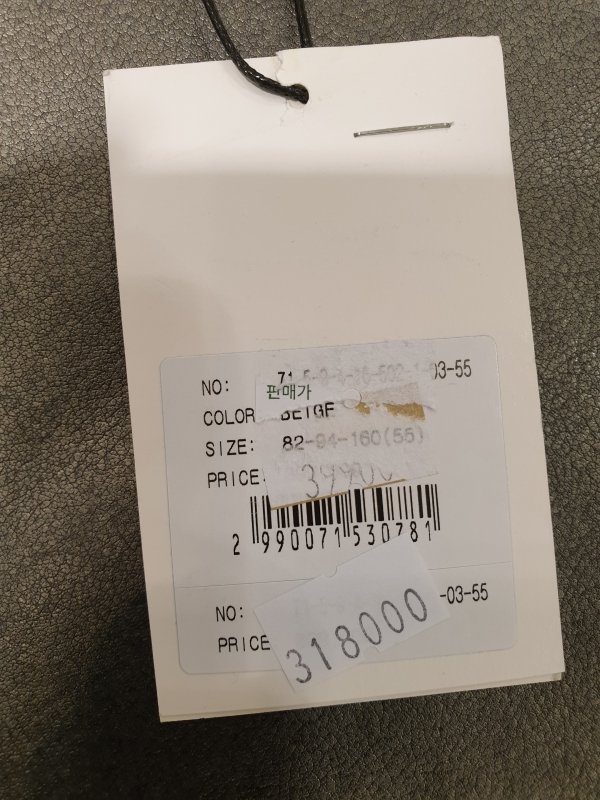 NO: 03-55
판매가
COLOR BEIGE
SIZE: 82-94-160(55)
PRICE:
2 990071 530781
NO: -03-55
PRICE
318000